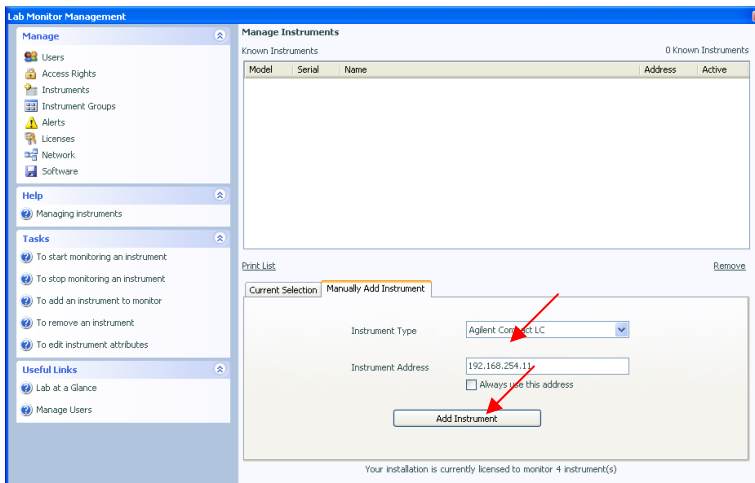 Lab Monitor Management
Manage
Users
Access Rights
Instruments
Instrument Groups
Alerts
Licenses
Network
Software
Help
Managing instruments
Tasks
To start monitoring an instrument
To stop monitoring an instrument
To add an instrument to monitor
To remove an instrument
To edit instrument attributes
Useful Links
Lab at a Glance
Manage Users
Manage Instruments
Known Instruments 0 Known Instruments
Model Serial Name Address Active
Print List Remove
Current Selection Manually Add Instrument
Instrument Type Agilent Compact LC
Instrument Address 192.168.254.11
Always use this address
Add Instrument
Your installation is currently licensed to monitor 4 instrument(s)